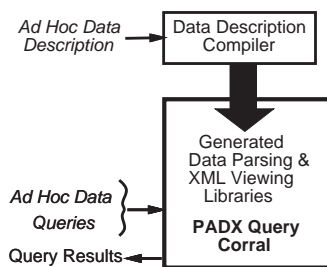 Ad Hoc Data
Description
Data Description
Compiler
Generated
Data Parsing &
XML Viewing
Libraries
PADX Query
Corral
Ad Hoc Data
Queries
Query Results